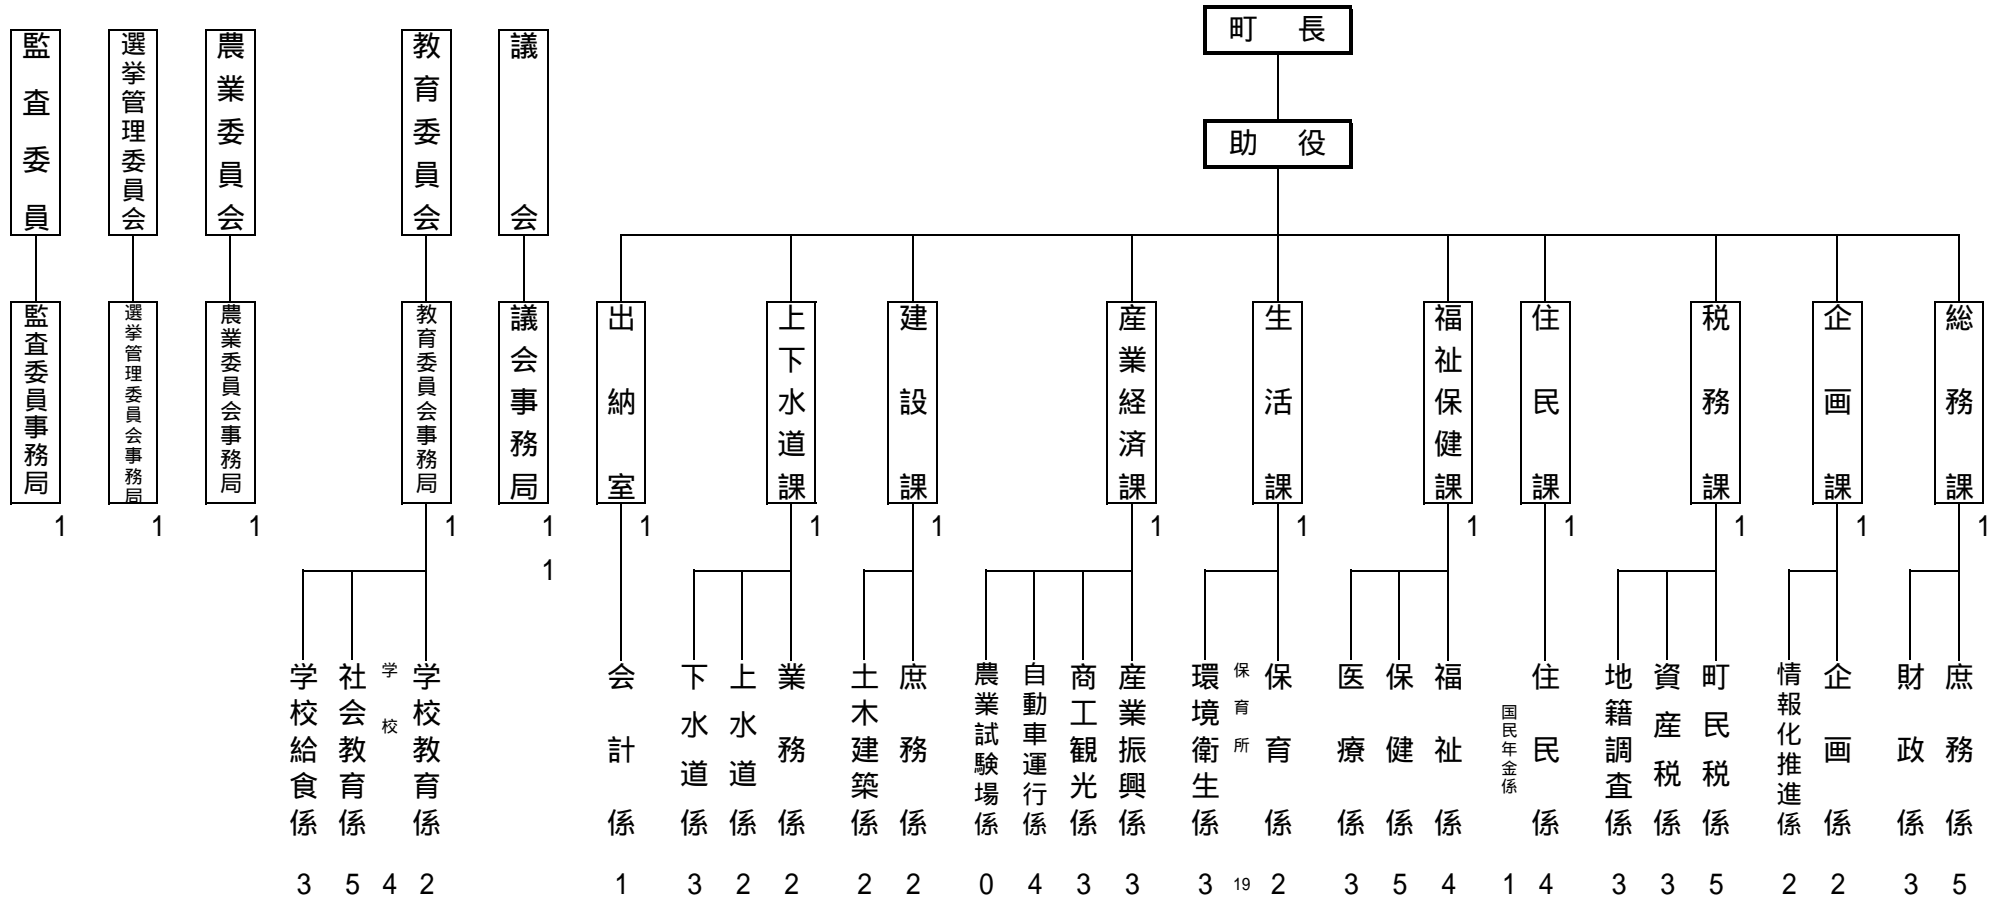 町長
助役
監査委員
選挙管理委員会
農業委員会
教育委員会
議会
監査委員事務局
選挙管理委員会事務局
農業委員会事務局
教育委員会事務局
議会事務局
出納室
上下水道課
建設課
産業経済課
生活課
福祉保健課
住民課
税務課
企画課
総務課
1 1 1 1 1 1 1 1 1 1 1 1 1 1 1
1
学校給食係
社会教育係
学校
学校教育係
会計係
下水道係
上水道係
業務係
土木建築係
庶務係
農業試験場係
自動車運行係
商工観光係
産業振興係
環境衛生係
保育所
保育係
医療係
保健係
福祉係
国民年金係
住民係
地籍調査係
資産税係
町民税係
情報化推進係
企画係
財政係
庶務係
3 5 4 2 1 3 2 2 2 2 0 4 3 3 3 19 2 3 5 4 1 4 3 3 5 2 2 3 5